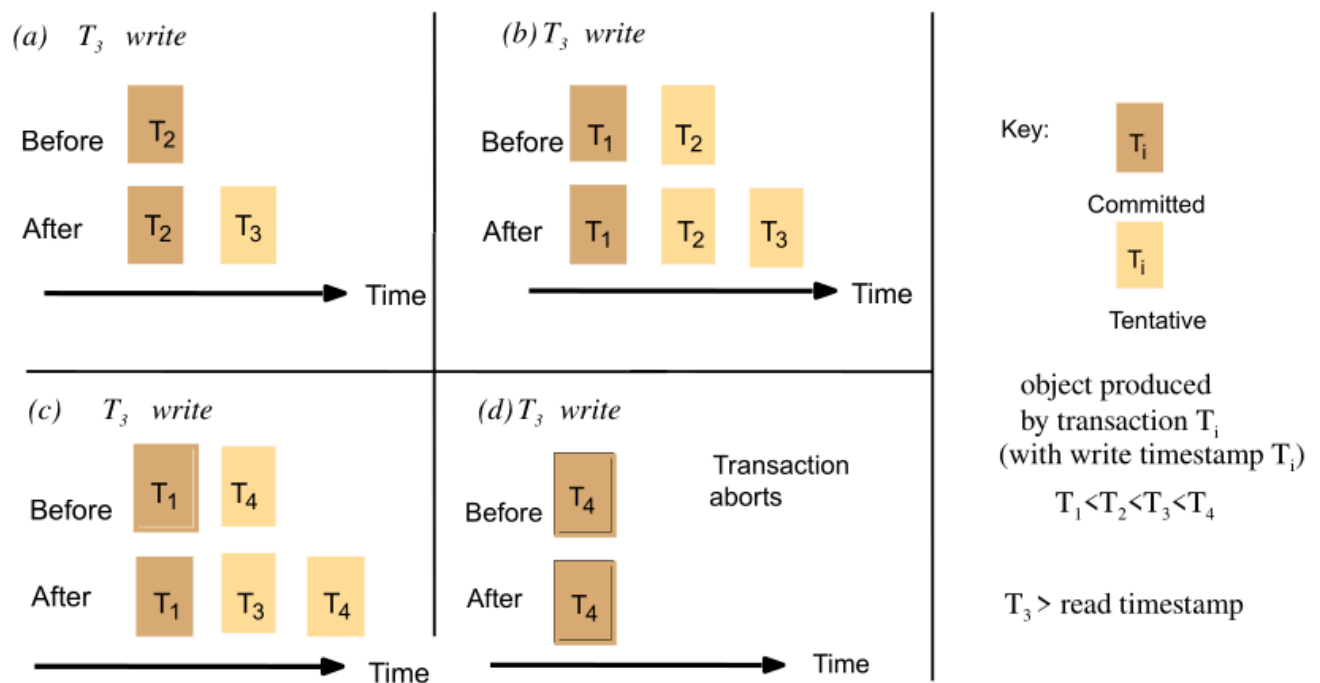 (a) T₃ write
Before T₂
After T₂ T₃
Time
(b) T₃ write
Before T₁ T₂
After T₁ T₂ T₃
Time
(c) T₃ write
Before T₁ T₄
After T₁ T₃ T₄
Time
(d) T₃ write
Transaction
aborts
Before T₄
After T₄
Time
Key:
Tᵢ
Committed
Tᵢ
Tentative
object produced
by transaction Tᵢ
(with write timestamp Tᵢ)
T₁<T₂<T₃<T₄
T₃ > read timestamp